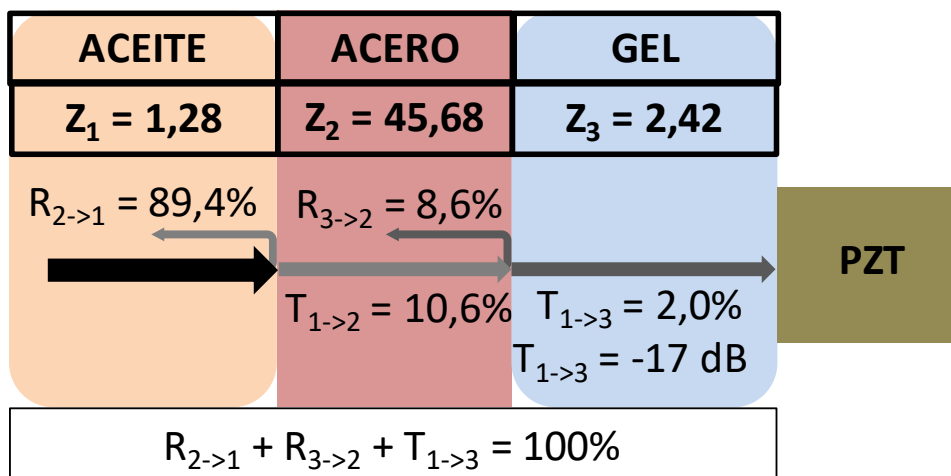 ACEITE ACERO GEL
Z₁ = 1,28 Z₂ = 45,68 Z₃ = 2,42
R₂->₁ = 89,4% R₃->₂ = 8,6%
PZT
T₁->₂ = 10,6% T₁->₃ = 2,0%
T₁->₃ = -17 dB
R₂->₁ + R₃->₂ + T₁->₃ = 100%